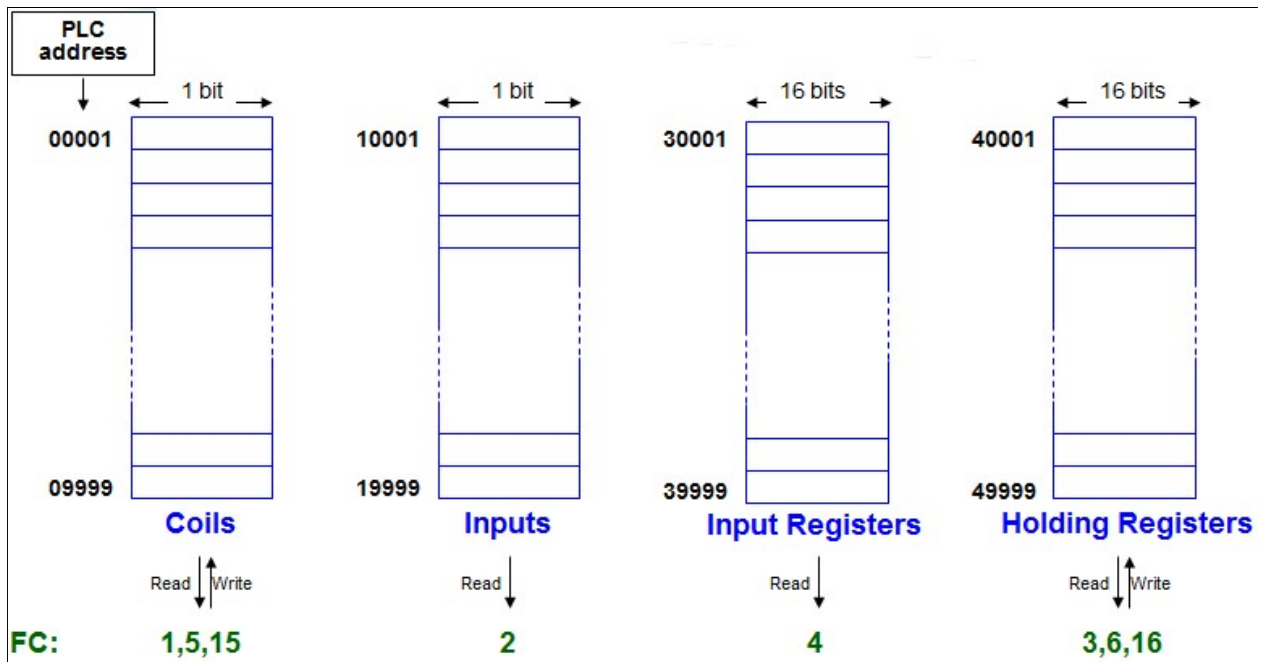 PLC
address
1 bit
1 bit
16 bits
16 bits
00001
10001
30001
40001
09999
19999
39999
49999
Coils
Inputs
Input Registers
Holding Registers
Read
Write
Read
Read
Read
Write
FC:
1,5,15
2
4
3,6,16